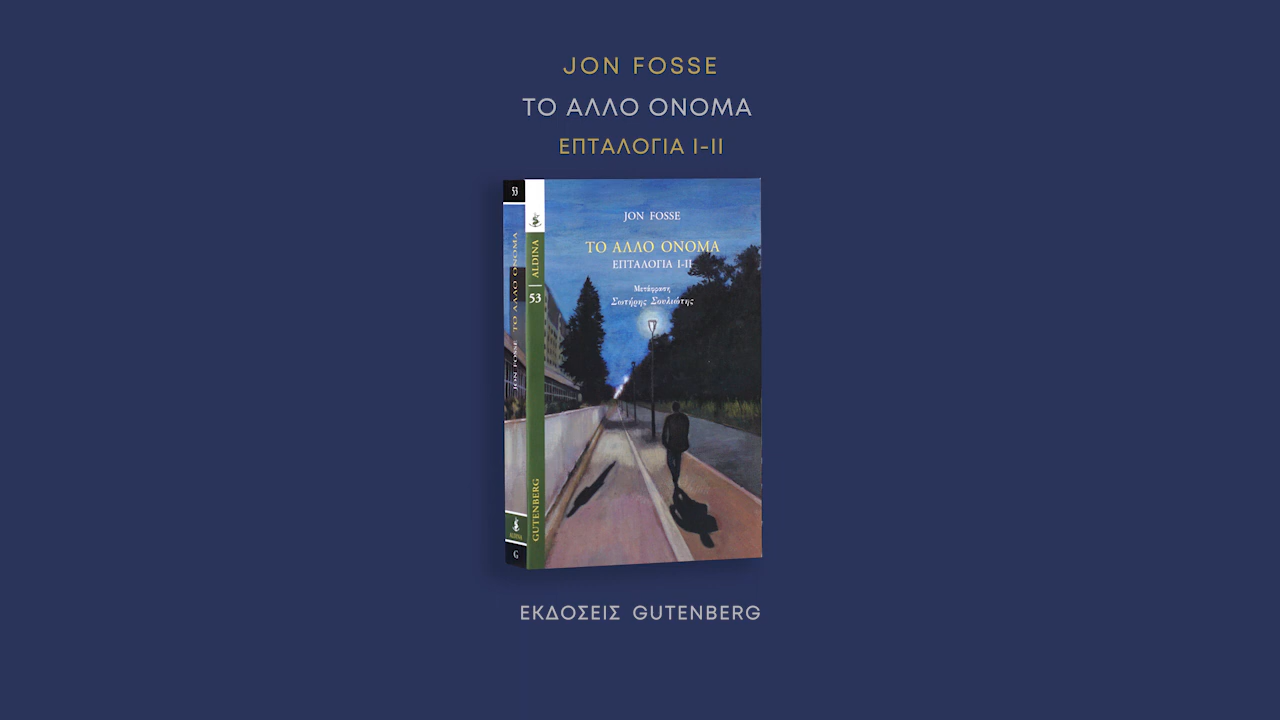 JON FOSSE
ΤΟ ΑΛΛΟ ΟΝΟΜΑ
ΕΠΤΑΛΟΓΙΑ I-II
53
JON FOSSE ΤΟ ΑΛΛΟ ΟΝΟΜΑ
ALDINA
G
ALDINA
53
GUTENBERG
JON FOSSE
ΤΟ ΑΛΛΟ ΟΝΟΜΑ
ΕΠΤΑΛΟΓΙΑ I-II
Μετάφραση
Σωτήρης Σουλιώτης
ΕΚΔΟΣΕΙΣ GUTENBERG